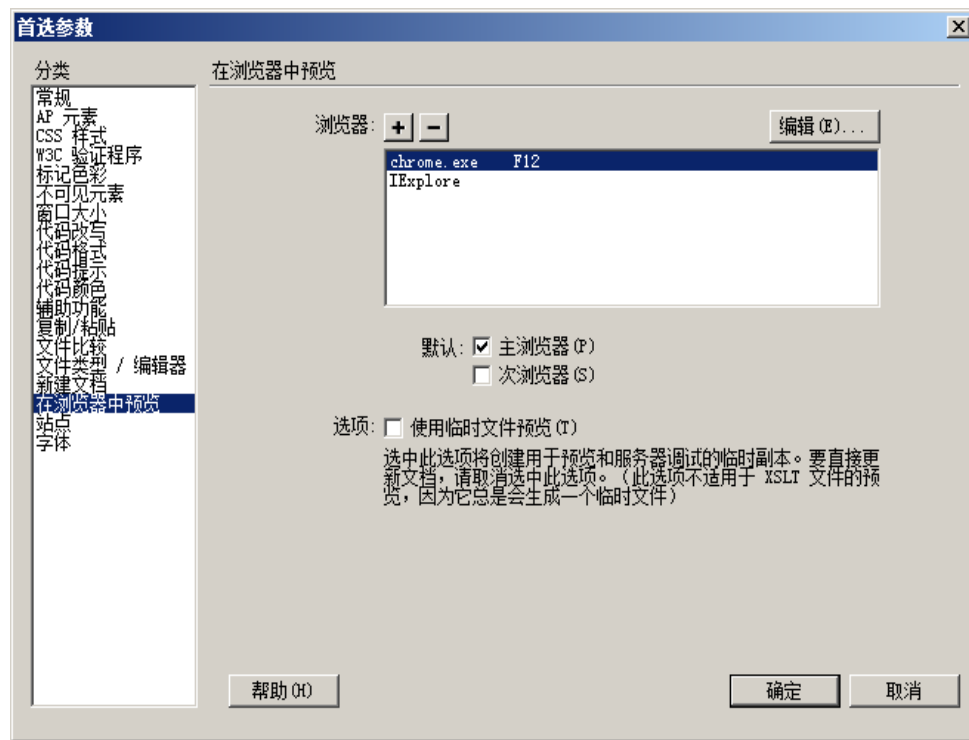 首选参数
分类
常规
AP 元素
CSS 样式
W3C 验证程序
标记色彩
不可见元素
窗口大小
代码改写
代码格式
代码提示
代码颜色
辅助功能
复制/粘贴
文件比较
文件类型 / 编辑器
新建文档
在浏览器中预览
站点
字体
在浏览器中预览
浏览器: + −
编辑(E)...
chrome.exe F12
IExplore
默认: 主浏览器(P)
次浏览器(S)
选项: 使用临时文件预览(T)
选中此选项将创建用于预览和服务器调试的临时副本。要直接更
新文档,请取消选中此选项。(此选项不适用于 XSLT 文件的预
览,因为它总是会生成一个临时文件)
帮助(H)
确定
取消